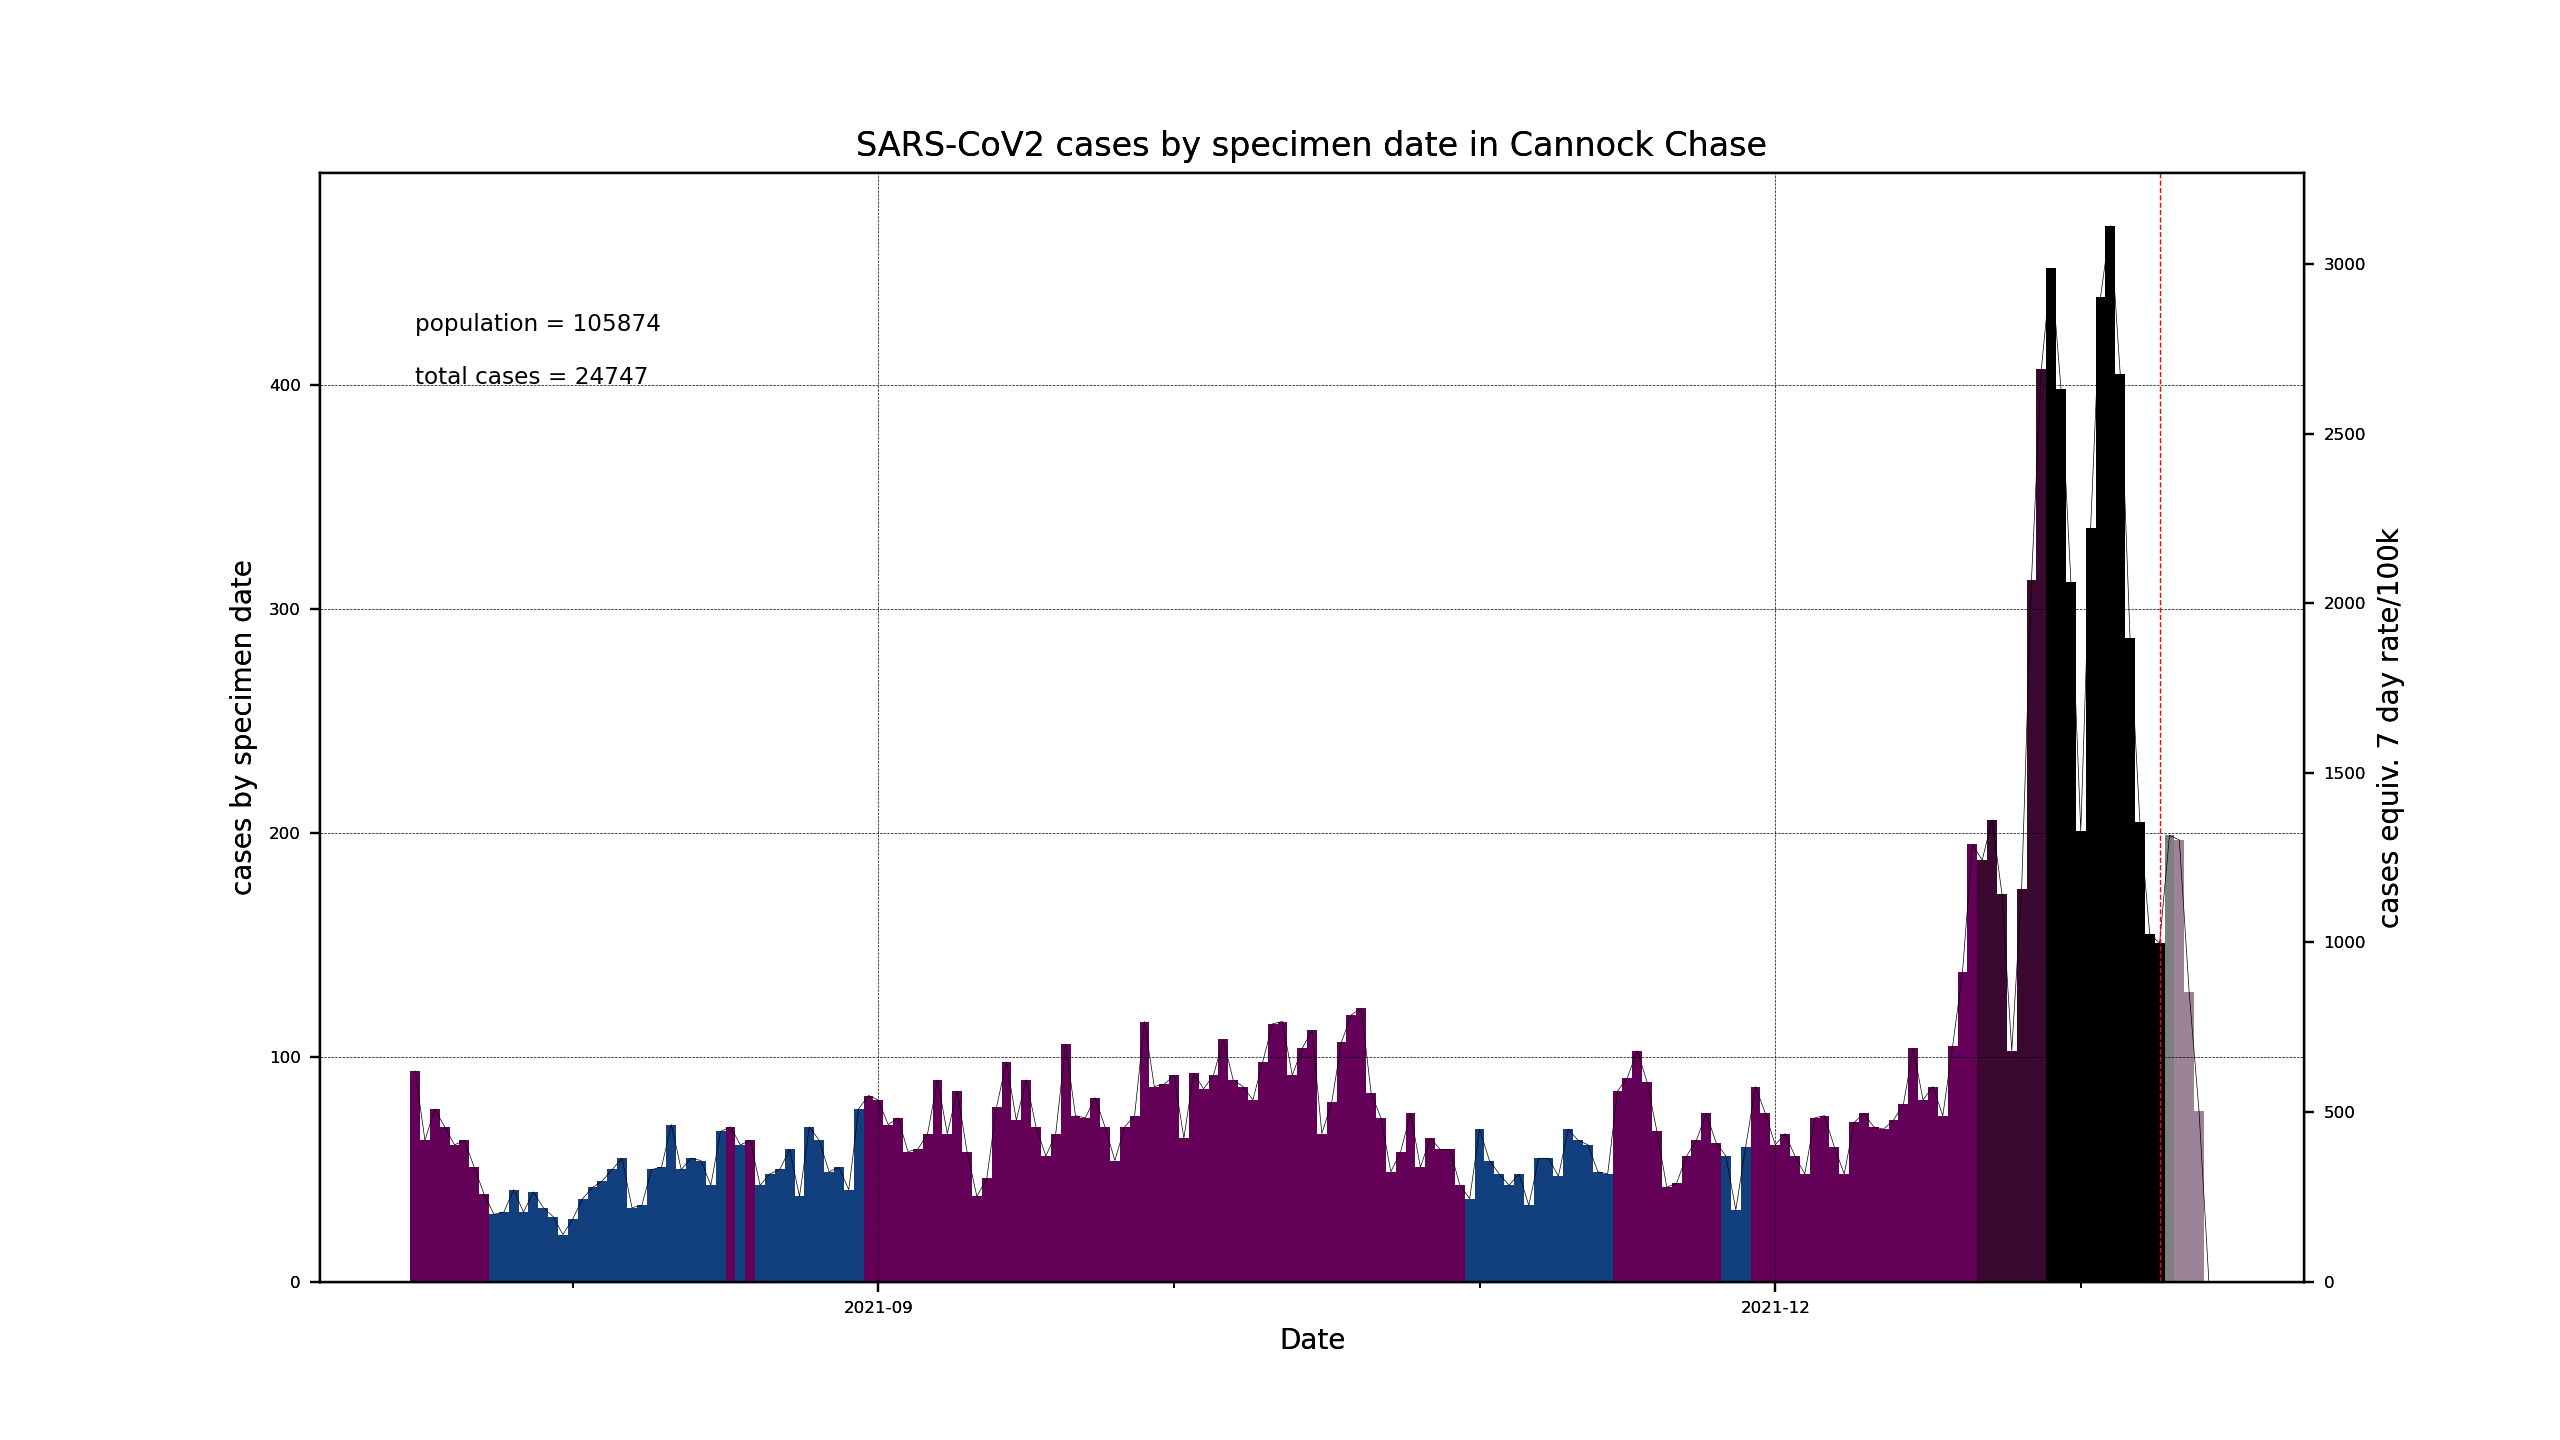 SARS-CoV2 cases by specimen date in Cannock Chase
population = 105874
total cases = 24747
cases by specimen date
400
300
200
100
0
3000
2500
2000
1500
1000
500
0
cases equiv. 7 day rate/100k
2021-09
2021-12
Date